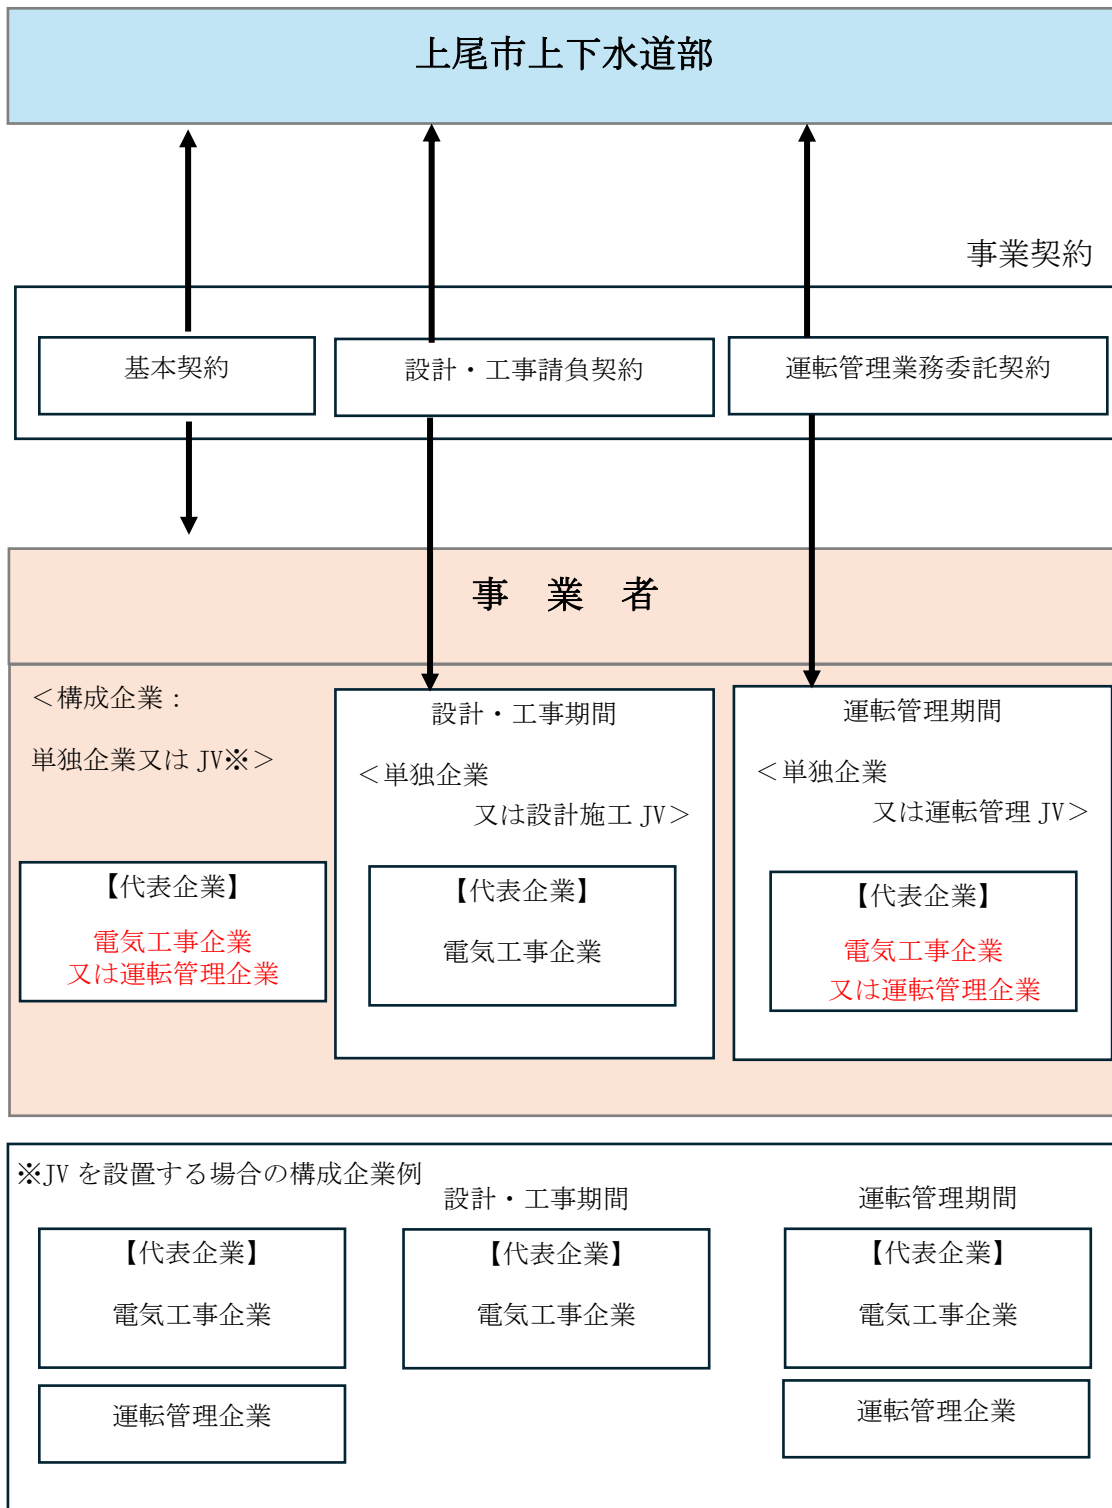 上尾市上下水道部
事業契約
基本契約
設計・工事請負契約
運転管理業務委託契約
事 業 者
＜構成企業：
単独企業又は JV※＞
【代表企業】
電気工事企業
又は運転管理企業
設計・工事期間
＜単独企業
又は設計施工 JV＞
【代表企業】
電気工事企業
運転管理期間
＜単独企業
又は運転管理 JV＞
【代表企業】
電気工事企業
又は運転管理企業
※JV を設置する場合の構成企業例
【代表企業】
電気工事企業
運転管理企業
設計・工事期間
【代表企業】
電気工事企業
運転管理期間
【代表企業】
電気工事企業
運転管理企業